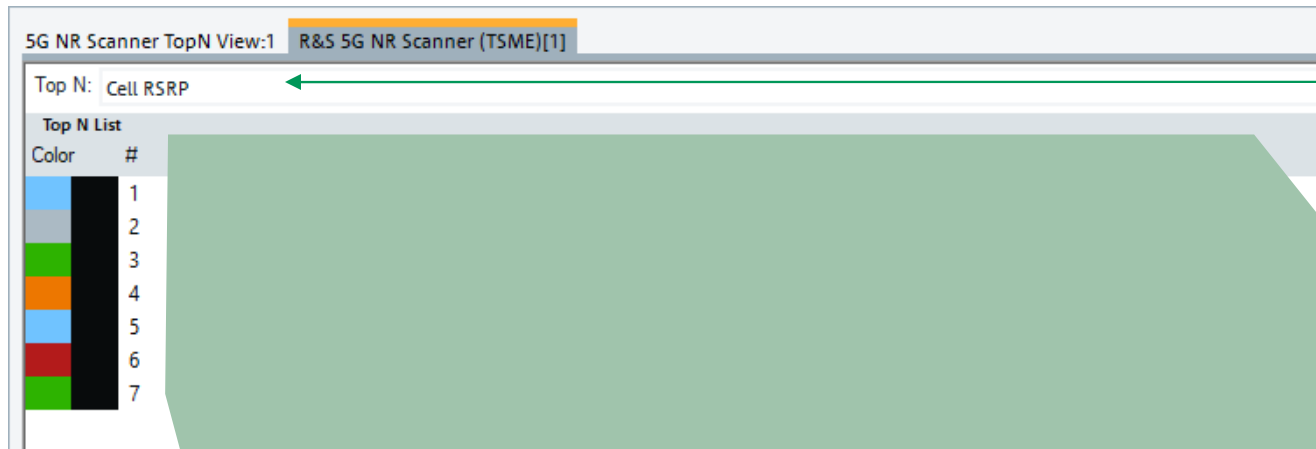 5G NR Scanner TopN View:1 R&S 5G NR Scanner (TSME)[1]
Top N: Cell RSRP
Top N List
Color #
1
2
3
4
5
6
7